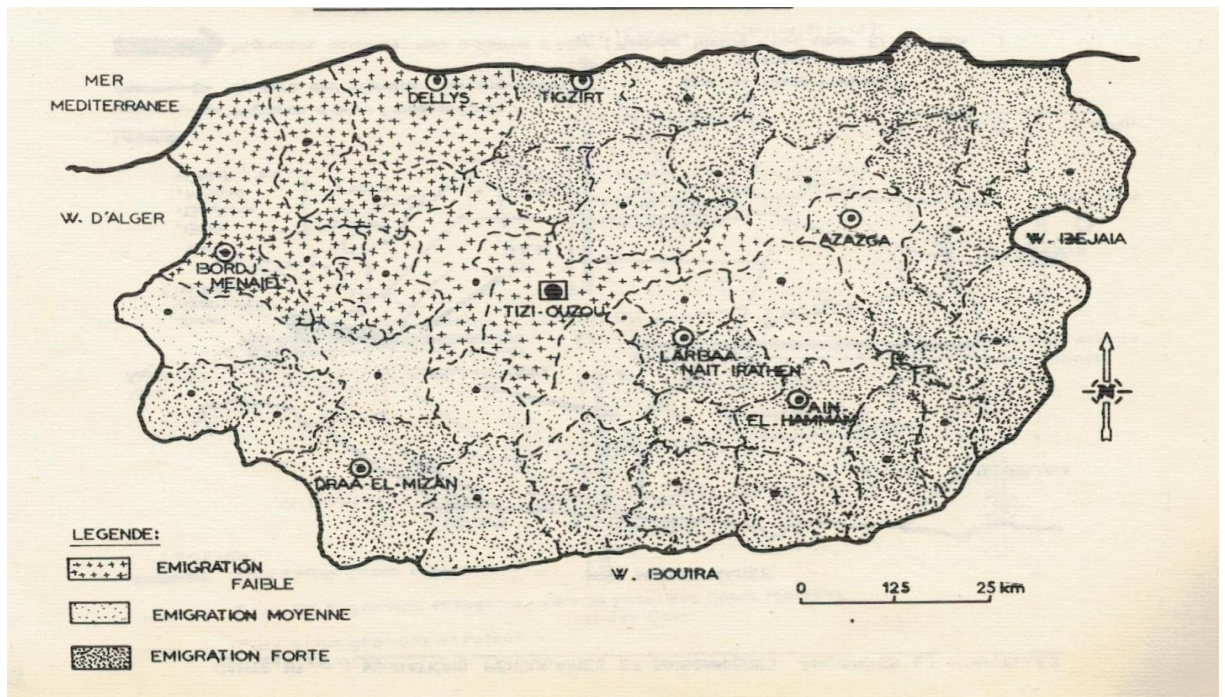 MER
MEDITERRANEE
DELLYS
TIGZIRT
W. D'ALGER
AZAZGA
W. BEJAIA
BORDJ
MENAIEL
TIZI-OUZOU
LARBAA
NAIT-IRATHEN
N
AIN
EL-HAMMAM
DRAA-EL-MIZAN
LEGENDE:
EMIGRATION
FAIBLE
EMIGRATION MOYENNE
EMIGRATION FORTE
W. BOUIRA
0 125 25 km